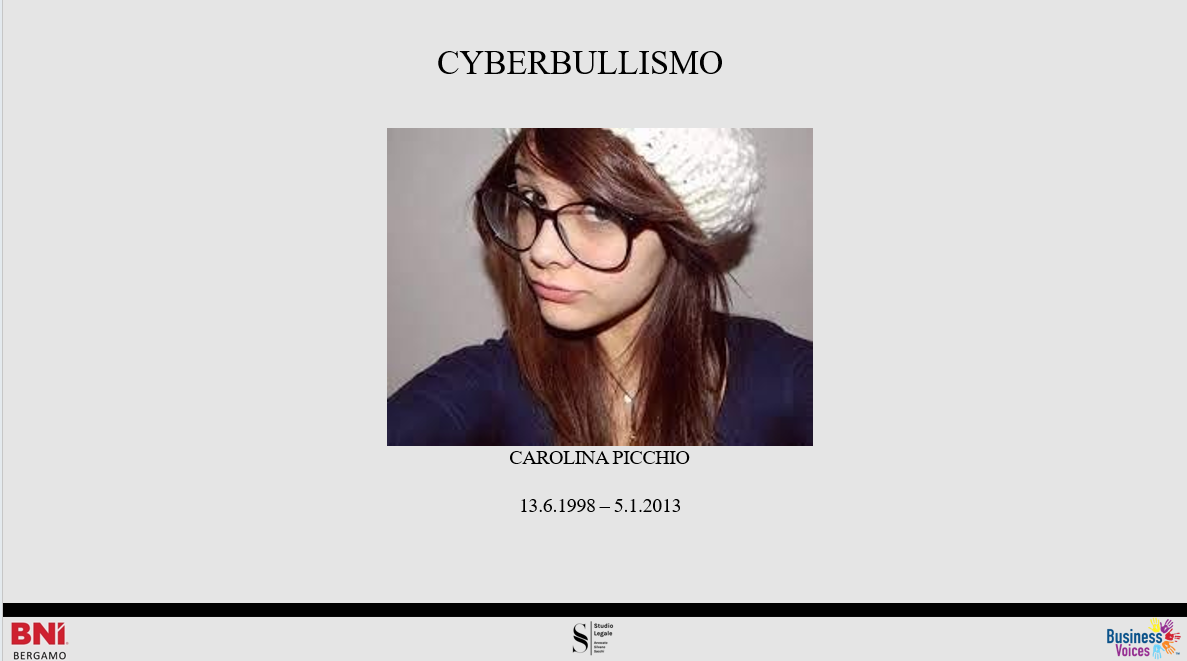 CYBERBULLISMO
CAROLINA PICCHIO
13.6.1998 – 5.1.2013
BNI
BERGAMO
S
Studio
Legale
Business
Voices